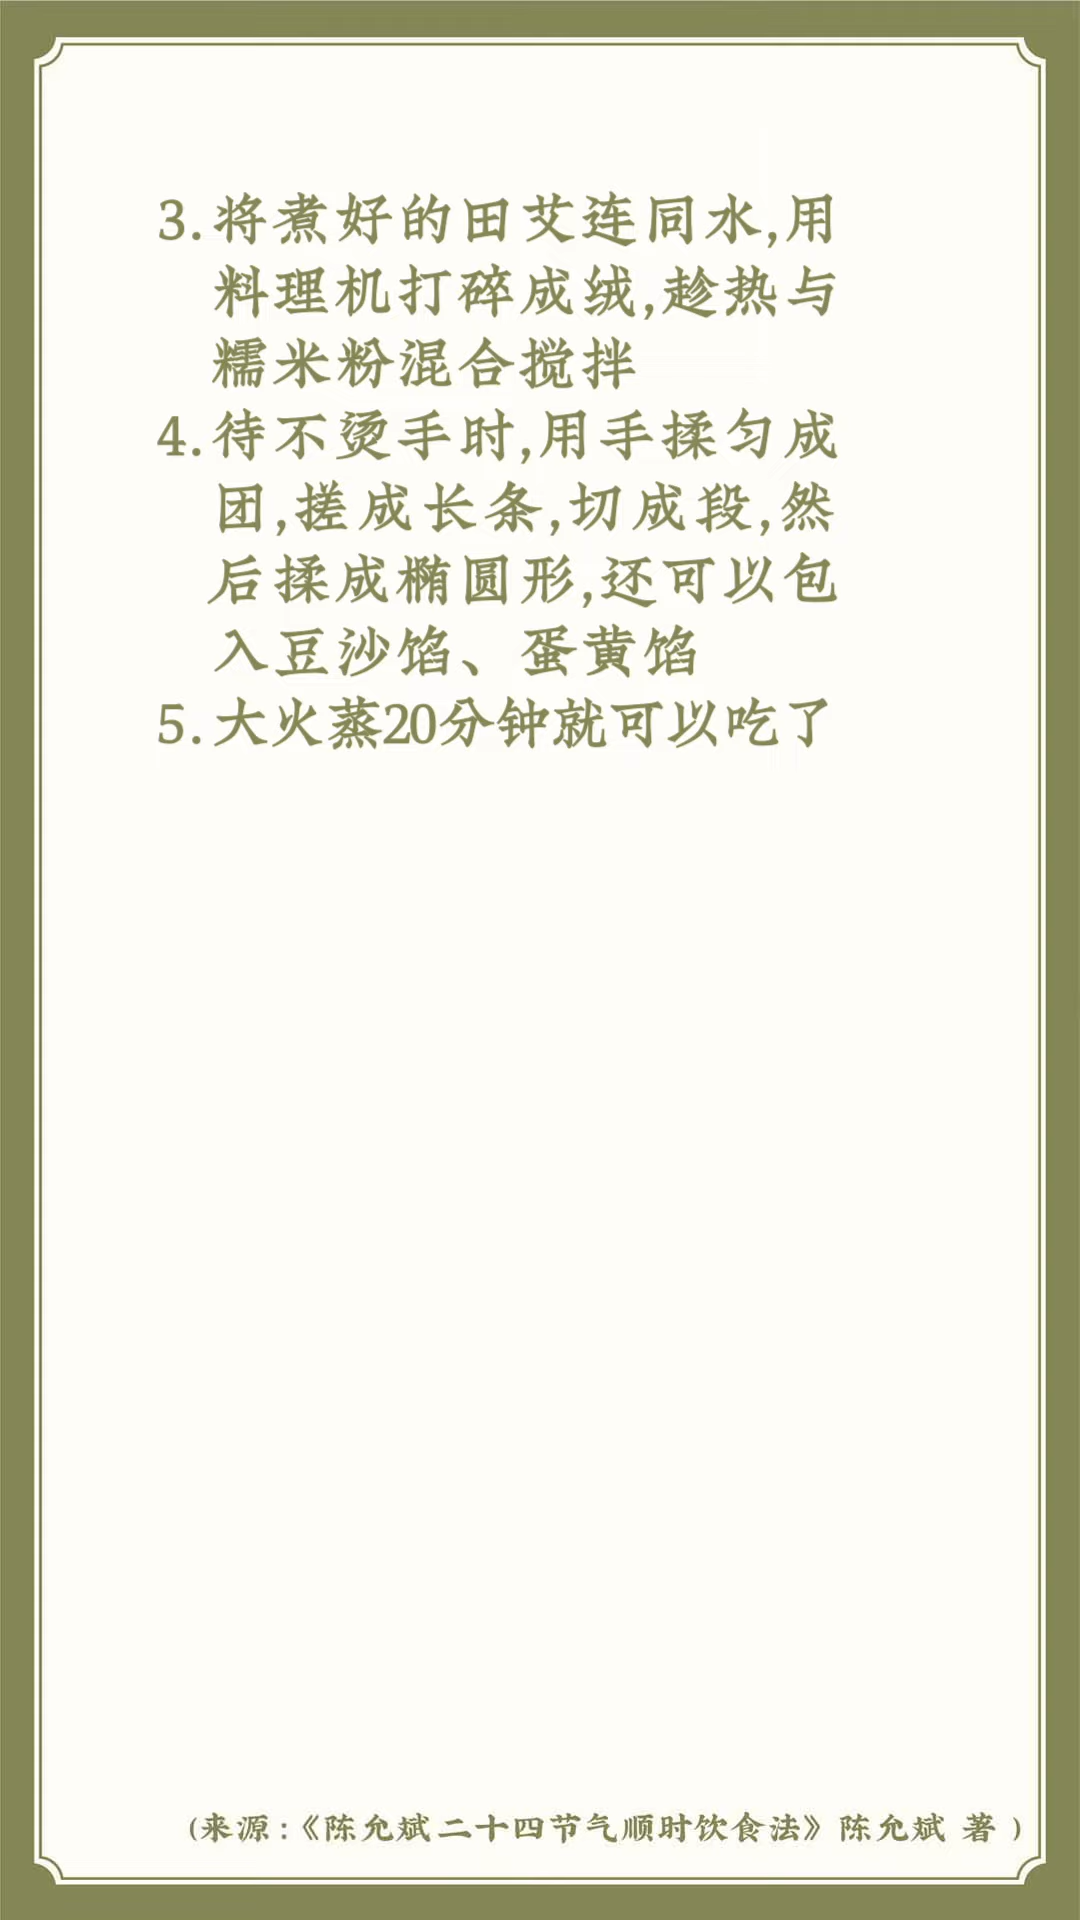 3.将煮好的田艾连同水,用
料理机打碎成绒,趁热与
糯米粉混合搅拌
4.待不烫手时,用手揉匀成
团,搓成长条,切成段,然
后揉成椭圆形,还可以包
入豆沙馅、蛋黄馅
5.大火蒸20分钟就可以吃了
(来源:《陈允斌二十四节气顺时饮食法》陈允斌 著)